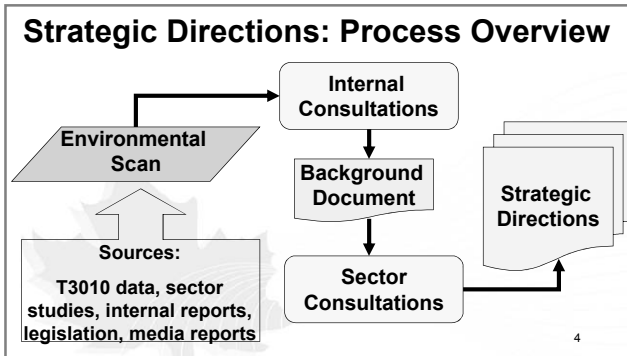 Strategic Directions: Process Overview
Internal
Consultations
Environmental
Scan
Background
Document
Strategic
Directions
Sources:
T3010 data, sector
studies, internal reports,
legislation, media reports
Sector
Consultations
4